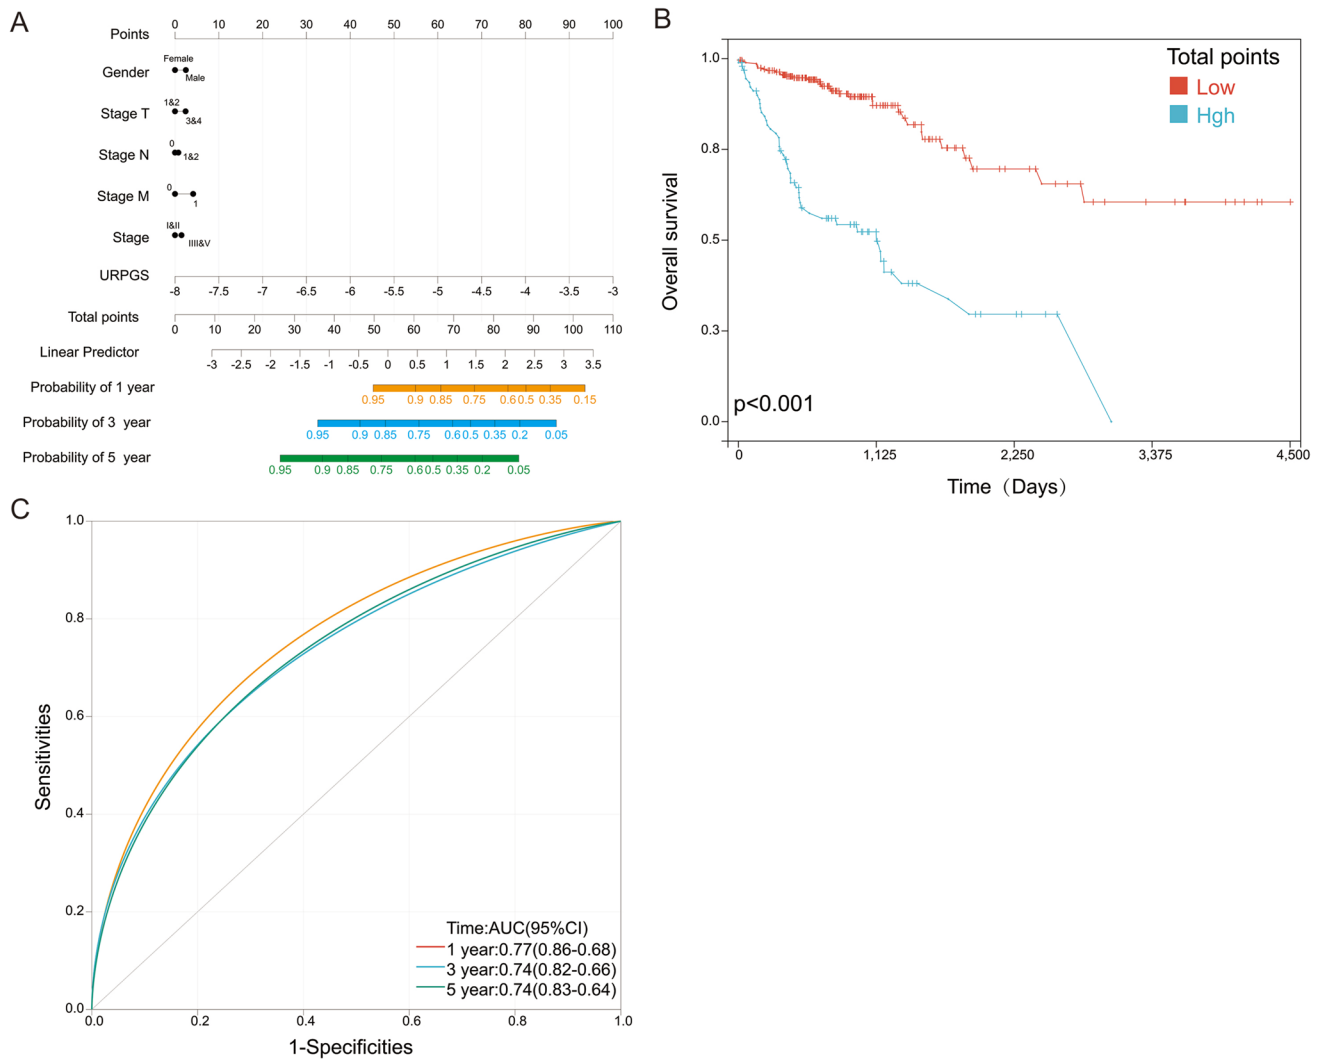 A
Points
0 10 20 30 40 50 60 70 80 90 100
Gender
Female
Male
Stage T
1&2
3&4
Stage N
0
1&2
Stage M
0
1
Stage
I&II
IIII&V
URPGS
-8 -7.5 -7 -6.5 -6 -5.5 -5 -4.5 -4 -3.5 -3
Total points
0 10 20 30 40 50 60 70 80 90 100 110
Linear Predictor
-3 -2.5 -2 -1.5 -1 -0.5 0 0.5 1 1.5 2 2.5 3 3.5
Probability of 1 year
0.95 0.9 0.85 0.75 0.6 0.5 0.35 0.15
Probability of 3 year
0.95 0.9 0.85 0.75 0.6 0.5 0.35 0.2 0.05
Probability of 5 year
0.95 0.9 0.85 0.75 0.6 0.5 0.35 0.2 0.05
B
Total points
Low
Hgh
Overall survival
1.0
0.8
0.5
0.3
0.0
p<0.001
0 1,125 2,250 3,375 4,500
Time（Days）
C
Sensitivities
1.0
0.8
0.6
0.4
0.2
0.0
Time:AUC(95%CI)
1 year:0.77(0.86-0.68)
3 year:0.74(0.82-0.66)
5 year:0.74(0.83-0.64)
0.0 0.2 0.4 0.6 0.8 1.0
1-Specificities